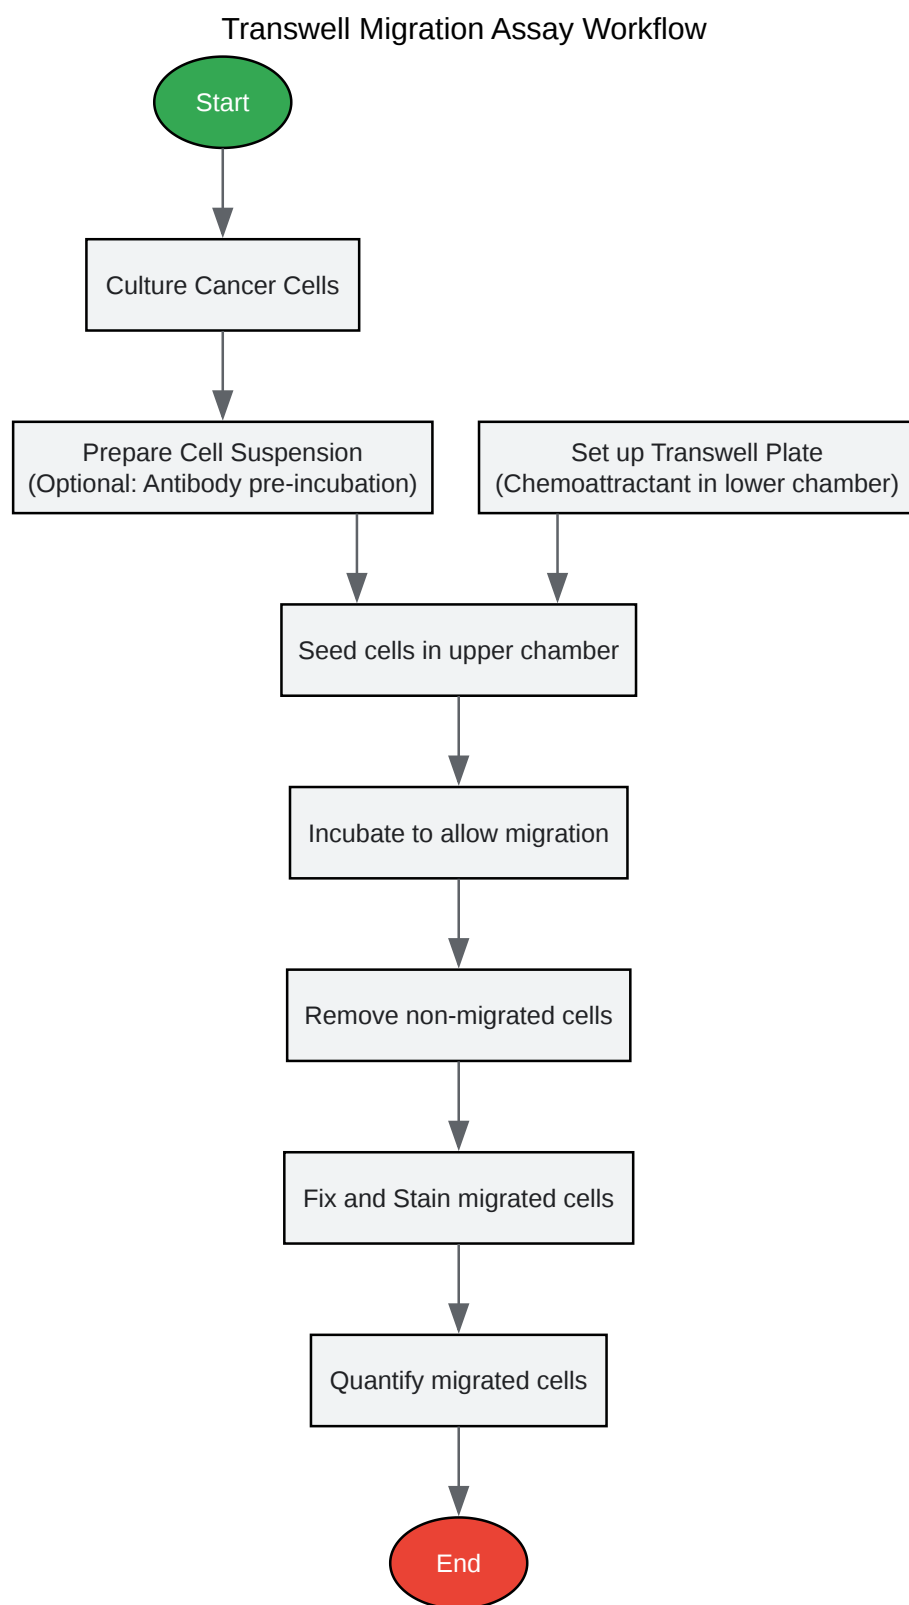 Transwell Migration Assay Workflow
Start
Culture Cancer Cells
Prepare Cell Suspension
(Optional: Antibody pre-incubation)
Set up Transwell Plate
(Chemoattractant in lower chamber)
Seed cells in upper chamber
Incubate to allow migration
Remove non-migrated cells
Fix and Stain migrated cells
Quantify migrated cells
End